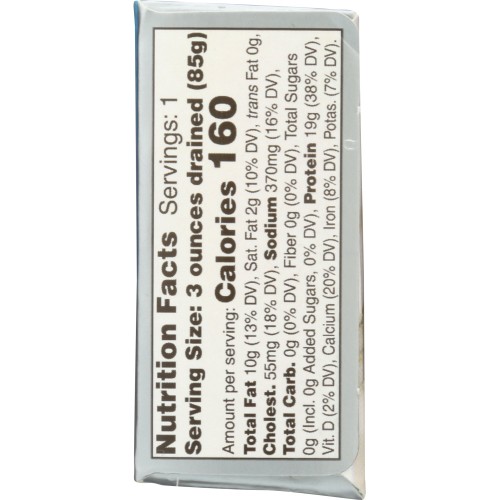 Nutrition Facts Servings: 1
Serving Size: 3 ounces drained (85g)
Amount per serving: Calories 160
Total Fat 10g (13% DV), Sat. Fat 2g (10% DV), trans Fat 0g,
Cholest. 55mg (18% DV), Sodium 370mg (16% DV),
Total Carb. 0g (0% DV), Fiber 0g (0% DV), Total Sugars
0g (Incl. 0g Added Sugars, 0% DV), Protein 19g (38% DV)
Vit. D (2% DV), Calcium (20% DV), Iron (8% DV), Potas. (7% DV).